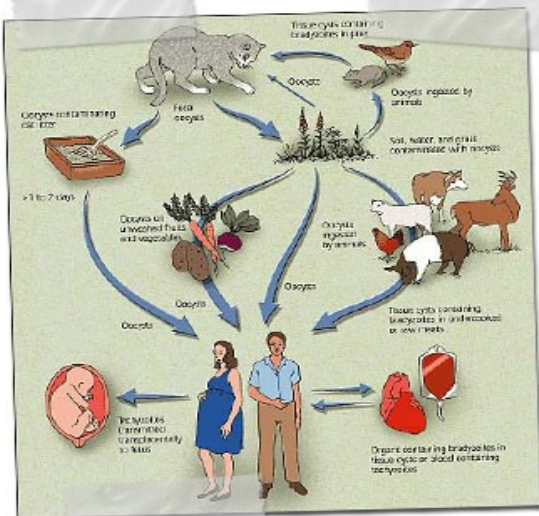 Tissue cysts containing
bradyzoites in prey
Oocysts
Oocysts ingested by
animals
Fecal
oocysts
Oocysts contaminating
cat litter
Soil, water, and grass
contaminated with oocysts
>1 to 2 days
Oocysts on
unwashed fruits
and vegetables
Oocysts
ingested
by animals
Oocysts
Oocysts
Oocysts
Tissue cysts containing
bradyzoites in undercooked
or raw meats
Tachyzoites
transmitted
transplacentally
to fetus
Organs containing bradyzoites in
tissue cysts or blood containing
tachyzoites